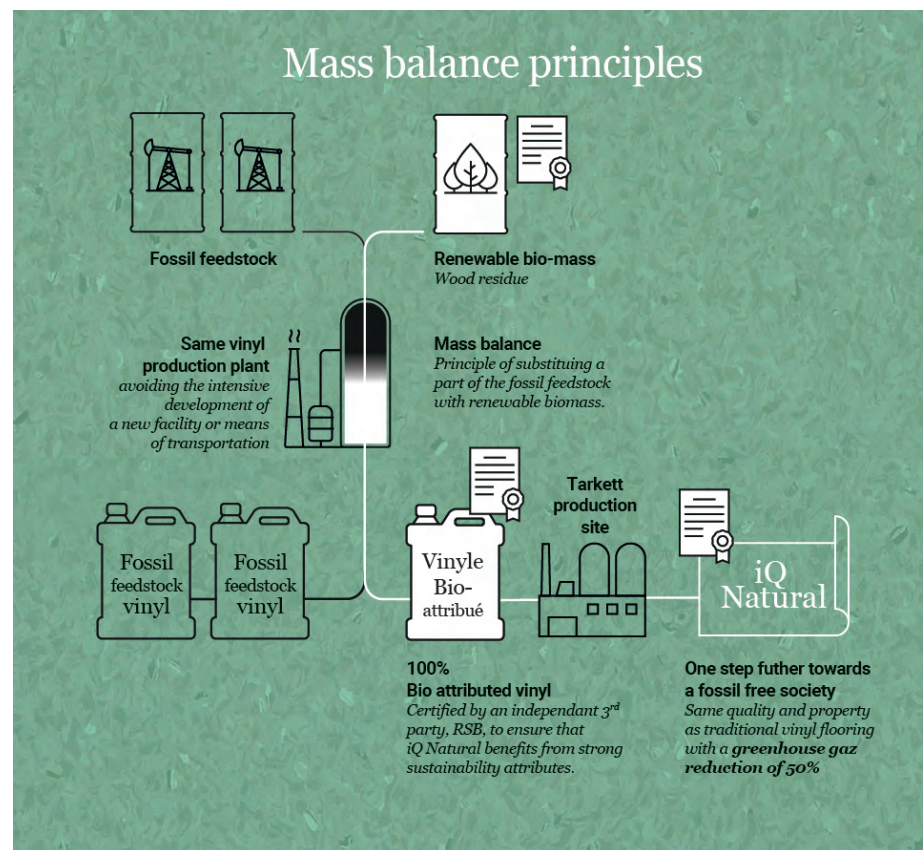 Mass balance principles
Fossil feedstock
Renewable bio-mass
Wood residue
Same vinyl
production plant
avoiding the intensive
development of
a new facility or means
of transportation
Mass balance
Principle of substituing a
part of the fossil feedstock
with renewable biomass.
Fossil
feedstock
vinyl
Fossil
feedstock
vinyl
Vinyle
Bio-
attribué
Tarkett
production
site
iQ
Natural
100%
Bio attributed vinyl
Certified by an independant 3rd
party, RSB, to ensure that
iQ Natural benefits from strong
sustainability attributes.
One step futher towards
a fossil free society
Same quality and property
as traditional vinyl flooring
with a greenhouse gaz
reduction of 50%